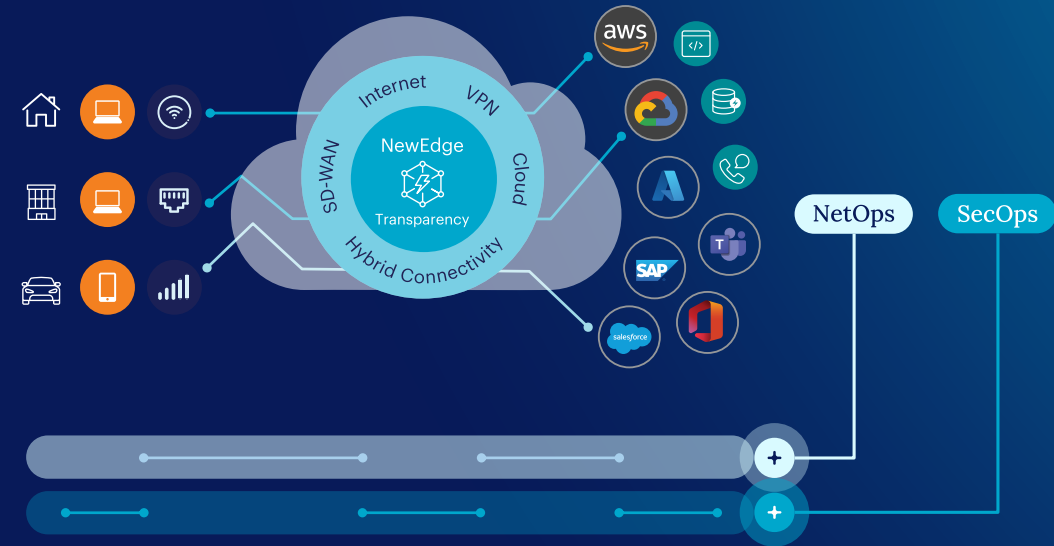 aws
</>
Internet
VPN
SD-WAN
NewEdge
Cloud
Transparency
Hybrid Connectivity
NetOps
SecOps
T
SAP
salesforce